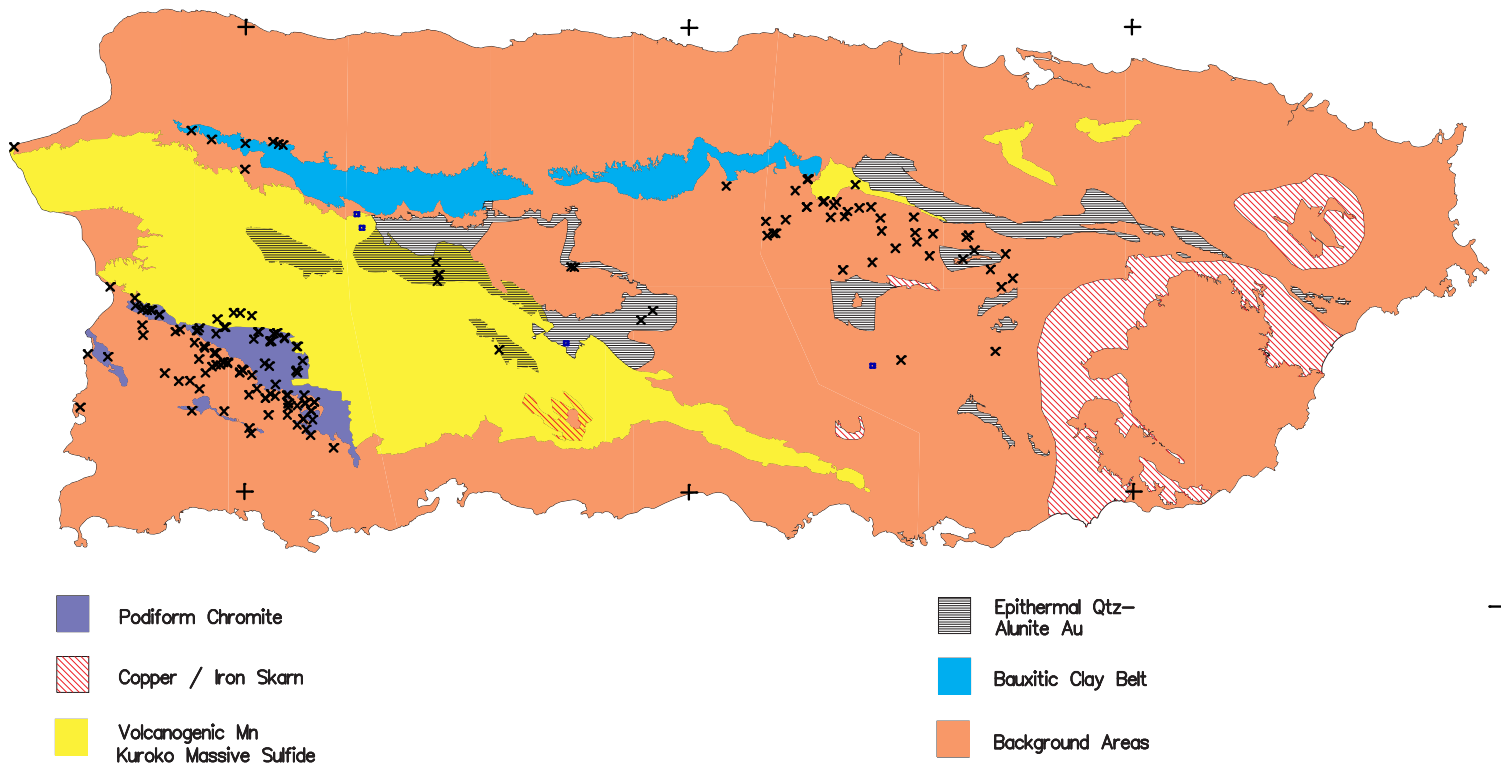 Podiform Chromite
Copper / Iron Skarn
Volcanogenic Mn
Kuroko Massive Sulfide
Epithermal Qtz-
Alunite Au
Bauxitic Clay Belt
Background Areas